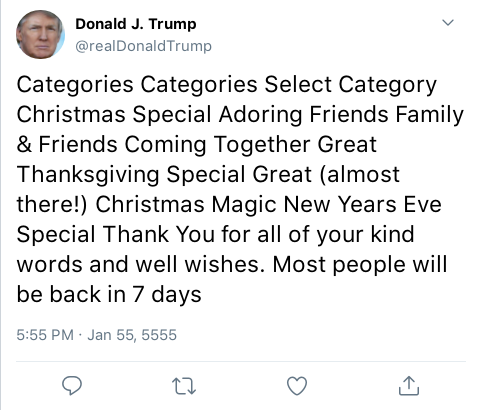 Donald J. Trump
@realDonaldTrump
Categories Categories Select Category
Christmas Special Adoring Friends Family
& Friends Coming Together Great
Thanksgiving Special Great (almost
there!) Christmas Magic New Years Eve
Special Thank You for all of your kind
words and well wishes. Most people will
be back in 7 days
5:55 PM · Jan 55, 5555